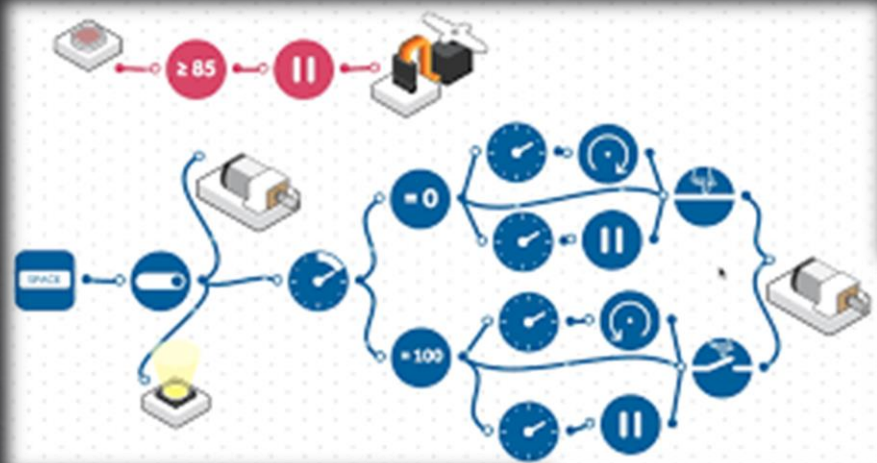 ≥ 85
= 0
SPACE
= 100